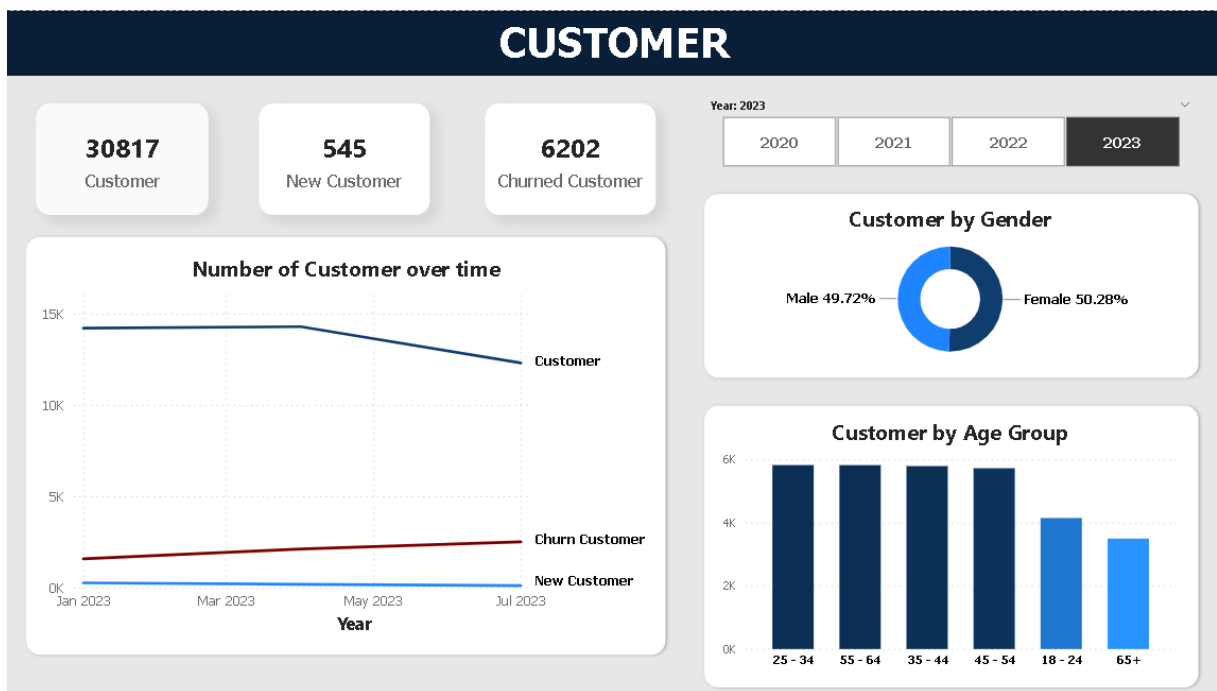 CUSTOMER
30817
Customer
545
New Customer
6202
Churned Customer
Year: 2023
2020 2021 2022 2023
Number of Customer over time
15K
10K
5K
0K
Customer
Churn Customer
New Customer
Jan 2023 Mar 2023 May 2023 Jul 2023
Year
Customer by Gender
Male 49.72% Female 50.28%
Customer by Age Group
6K
4K
2K
0K
25 - 34 55 - 64 35 - 44 45 - 54 18 - 24 65+